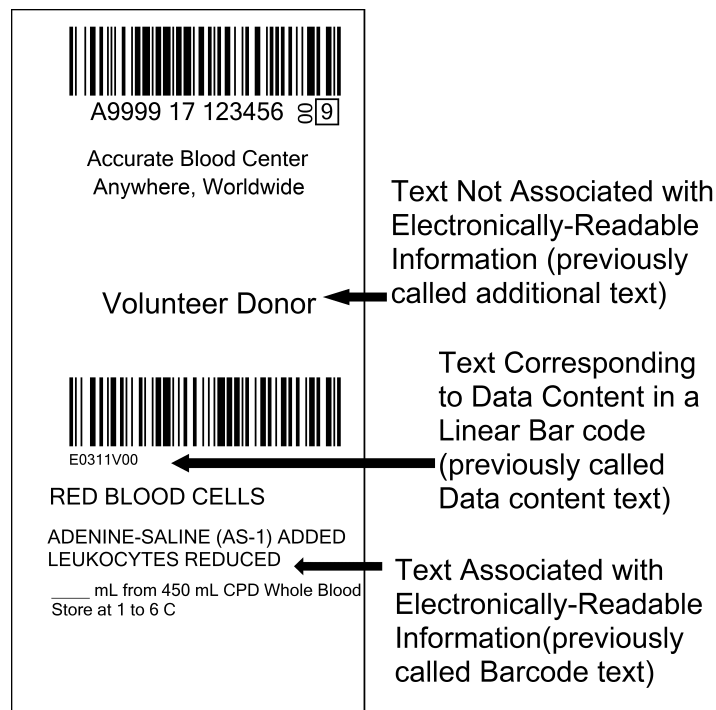 A9999 17 123456 00 9
Accurate Blood Center
Anywhere, Worldwide
Text Not Associated with
Electronically-Readable
Information (previously
called additional text)
Volunteer Donor
Text Corresponding
to Data Content in a
Linear Bar code
(previously called
Data content text)
E0311V00
RED BLOOD CELLS
ADENINE-SALINE (AS-1) ADDED
LEUKOCYTES REDUCED
____ mL from 450 mL CPD Whole Blood
Store at 1 to 6 C
Text Associated with
Electronically-Readable
Information(previously
called Barcode text)